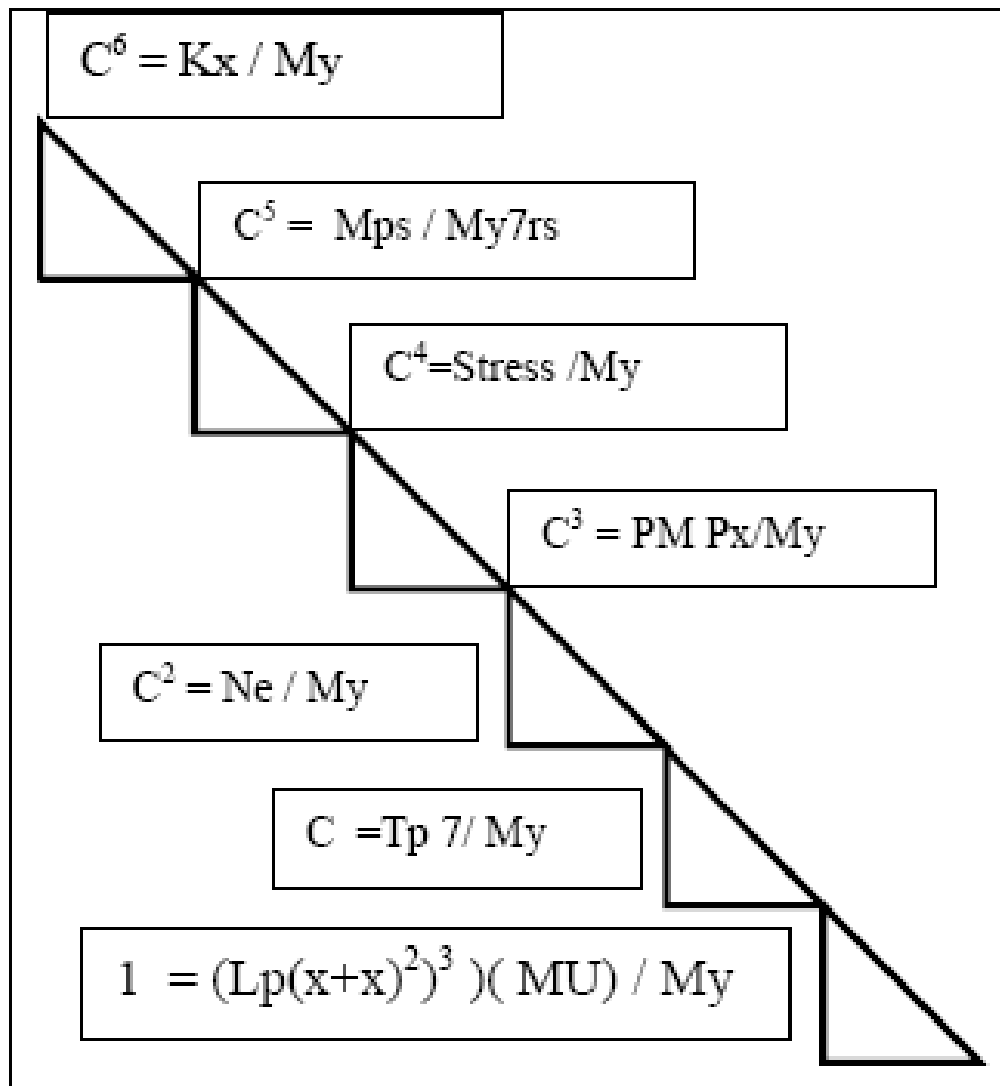 C⁶ = Kx / My
C⁵ = Mps / My7rs
C⁴=Stress /My
C³ = PM Px/My
C² = Ne / My
C =Tp 7/ My
1 = (Lp(x+x)²)³ )( MU) / My